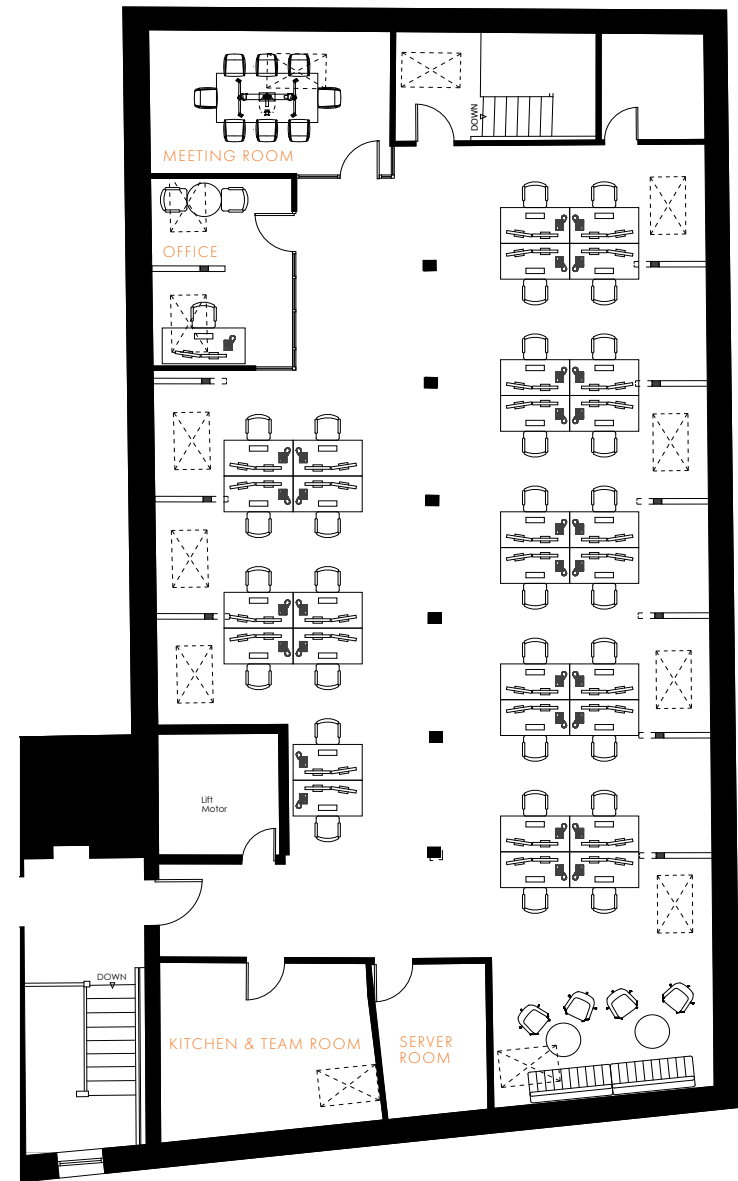 DOWN
MEETING ROOM
OFFICE
Lift
Motor
DOWN
KITCHEN & TEAM ROOM
SERVER
ROOM